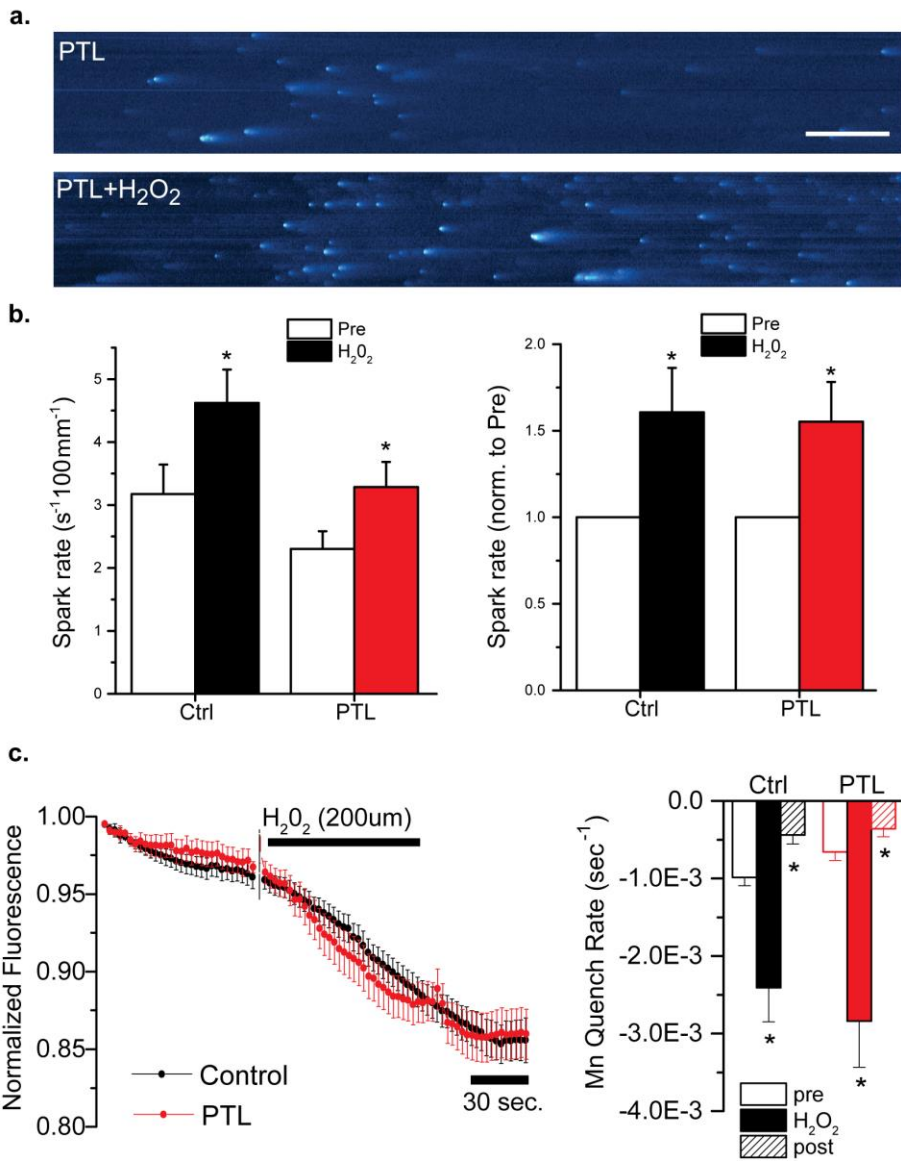 a.
PTL
PTL+H₂O₂
b.
Pre
H₂0₂
Spark rate (s⁻¹100mm⁻¹)
5
4
3
2
1
0
Ctrl
PTL
*
*
Pre
H₂0₂
Spark rate (norm. to Pre)
2.0
1.5
1.0
0.5
0.0
Ctrl
PTL
*
*
c.
Normalized Fluorescence
1.00
0.95
0.90
0.85
0.80
H₂O₂ (200um)
Control
PTL
30 sec.
Ctrl
PTL
Mn Quench Rate (sec⁻¹)
0.0
-1.0E-3
-2.0E-3
-3.0E-3
-4.0E-3
*
*
*
*
pre
H₂O₂
post